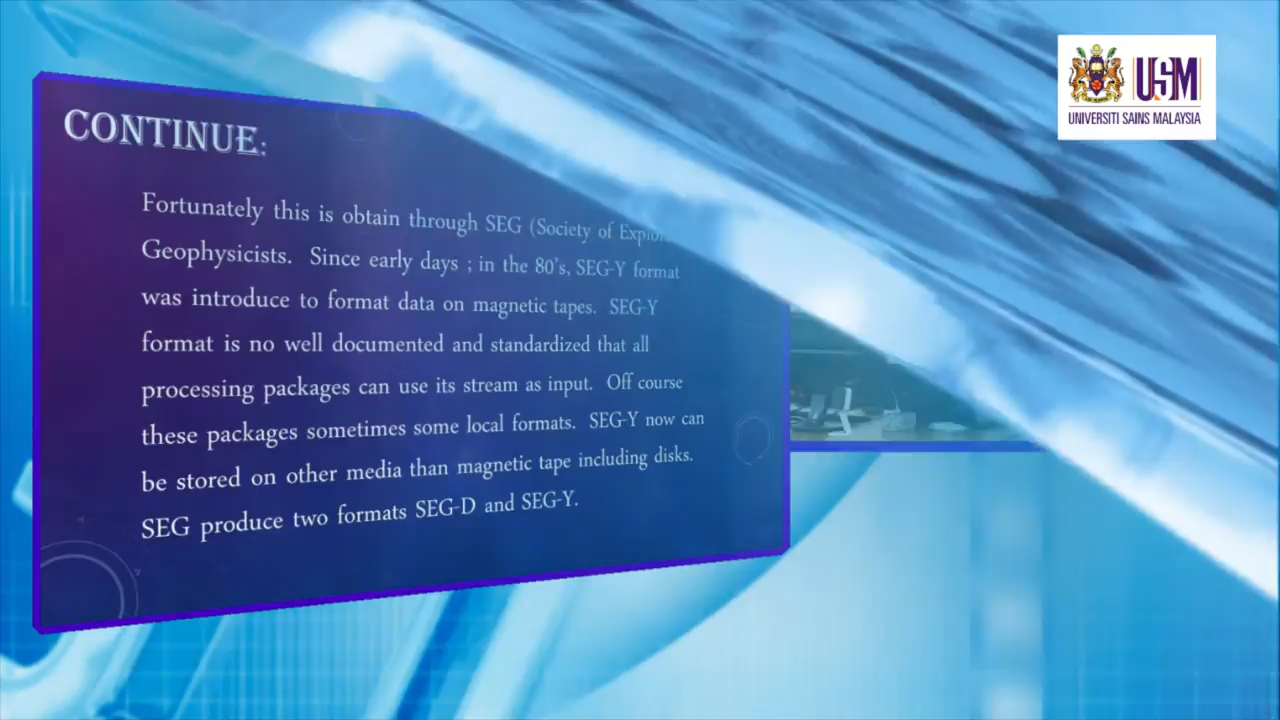 CONTINUE:
Fortunately this is obtain through SEG (Society of
Geophysicists. Since early days ; in the 80's, SEG-Y format
was introduce to format data on magnetic tapes. SEG-Y
format is no well documented and standardized that all
processing packages can use its stream as input. Off course
these packages sometimes some local formats. SEG-Y now can
be stored on other media than magnetic tape including disks.
SEG produce two formats SEG-D and SEG-Y.
USM
UNIVERSITI SAINS MALAYSIA